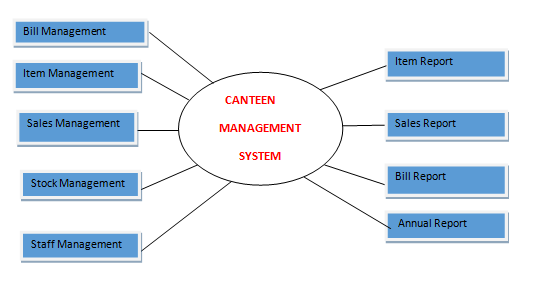 Bill Management
Item Management
Sales Management
Stock Management
Staff Management
CANTEEN
MANAGEMENT
SYSTEM
Item Report
Sales Report
Bill Report
Annual Report